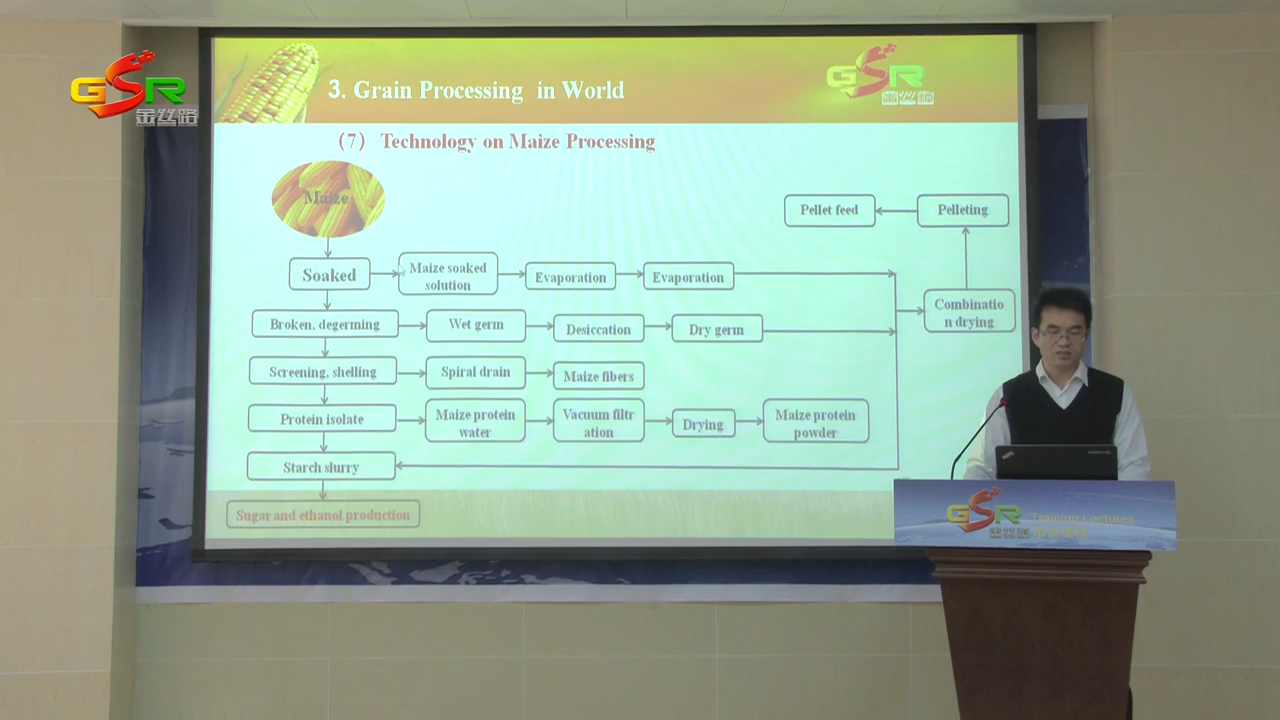 GSR
金丝路
3. Grain Processing in World
GSR
金丝路
（7） Technology on Maize Processing
Maize
Pellet feed
Pelleting
Soaked
Maize soaked
solution
Evaporation
Evaporation
Combinatio
n drying
Broken, degerming
Wet germ
Desiccation
Dry germ
Screening, shelling
Spiral drain
Maize fibers
Protein isolate
Maize protein
water
Vacuum filtr
ation
Drying
Maize protein
powder
Starch slurry
Sugar and ethanol production
GSR
金丝路
Training Lectures